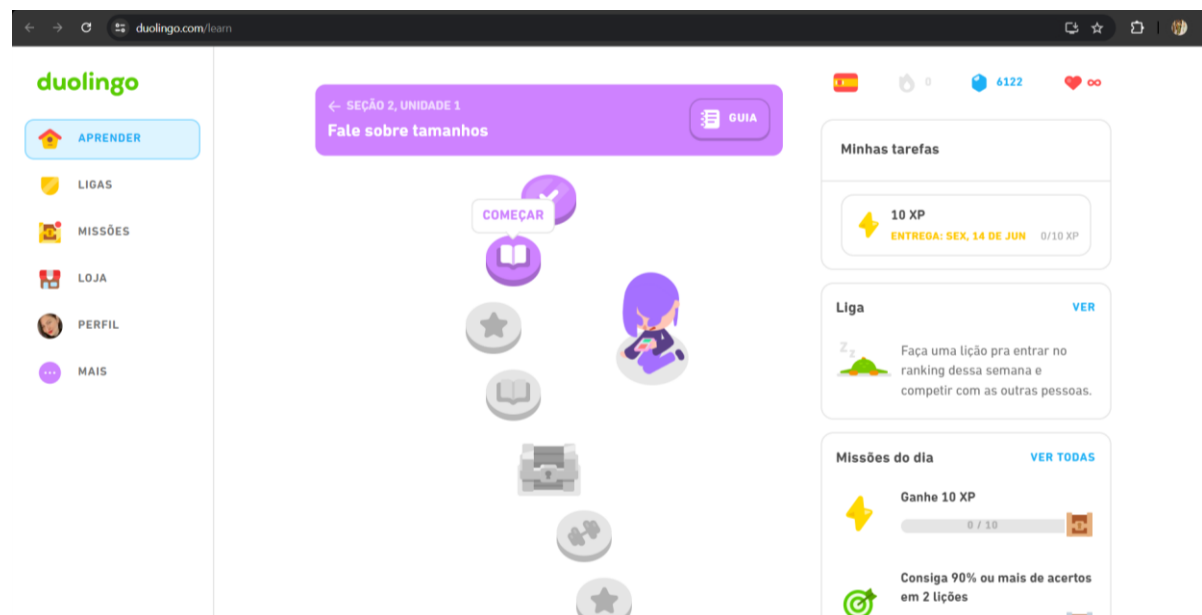 duolingo.com/learn
duolingo
APRENDER
LIGAS
MISSÕES
LOJA
PERFIL
MAIS
← SEÇÃO 2, UNIDADE 1
Fale sobre tamanhos
GUIA
COMEÇAR
0
6122
∞
Minhas tarefas
10 XP
ENTREGA: SEX, 14 DE JUN 0/10 XP
Liga
VER
Z Z
Faça uma lição pra entrar no
ranking dessa semana e
competir com as outras pessoas.
Missões do dia
VER TODAS
Ganhe 10 XP
0 / 10
Consiga 90% ou mais de acertos
em 2 lições